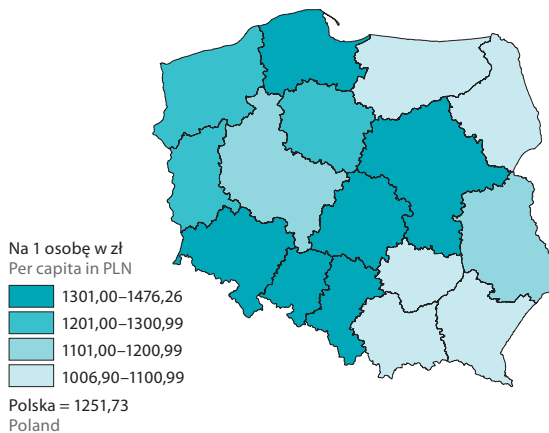 Na 1 osobę w zł
Per capita in PLN
1301,00–1476,26
1201,00–1300,99
1101,00–1200,99
1006,90–1100,99
Polska = 1251,73
Poland